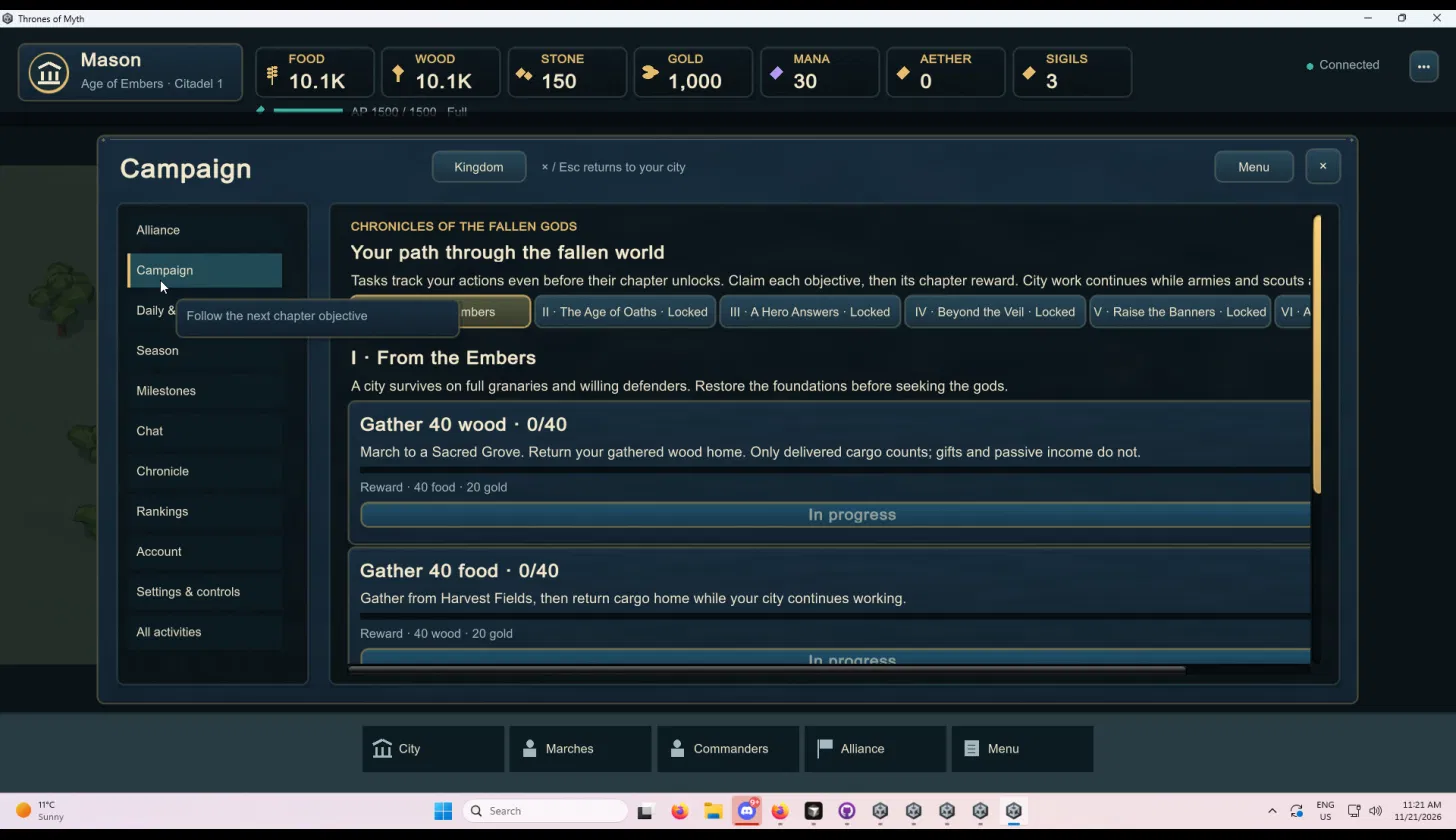 Thrones of Myth
Mason
Age of Embers · Citadel 1
FOOD
10.1K
WOOD
10.1K
STONE
150
GOLD
1,000
MANA
30
AETHER
0
SIGILS
3
Connected
AP 1500 / 1500 Full
Campaign
Kingdom
× / Esc returns to your city
Menu
×
Alliance
Campaign
Daily &
Follow the next chapter objective
Season
Milestones
Chat
Chronicle
Rankings
Account
Settings & controls
All activities
CHRONICLES OF THE FALLEN GODS
Your path through the fallen world
Tasks track your actions even before their chapter unlocks. Claim each objective, then its chapter reward. City work continues while armies and scouts
mbers
II · The Age of Oaths · Locked
III · A Hero Answers · Locked
IV · Beyond the Veil · Locked
V · Raise the Banners · Locked
VI · A
I · From the Embers
A city survives on full granaries and willing defenders. Restore the foundations before seeking the gods.
Gather 40 wood · 0/40
March to a Sacred Grove. Return your gathered wood home. Only delivered cargo counts; gifts and passive income do not.
Reward · 40 food · 20 gold
In progress
Gather 40 food · 0/40
Gather from Harvest Fields, then return cargo home while your city continues working.
Reward · 40 wood · 20 gold
In progress
City
Marches
Commanders
Alliance
Menu
11°C
Sunny
Search
ENG
US
11:21 AM
11/21/2026